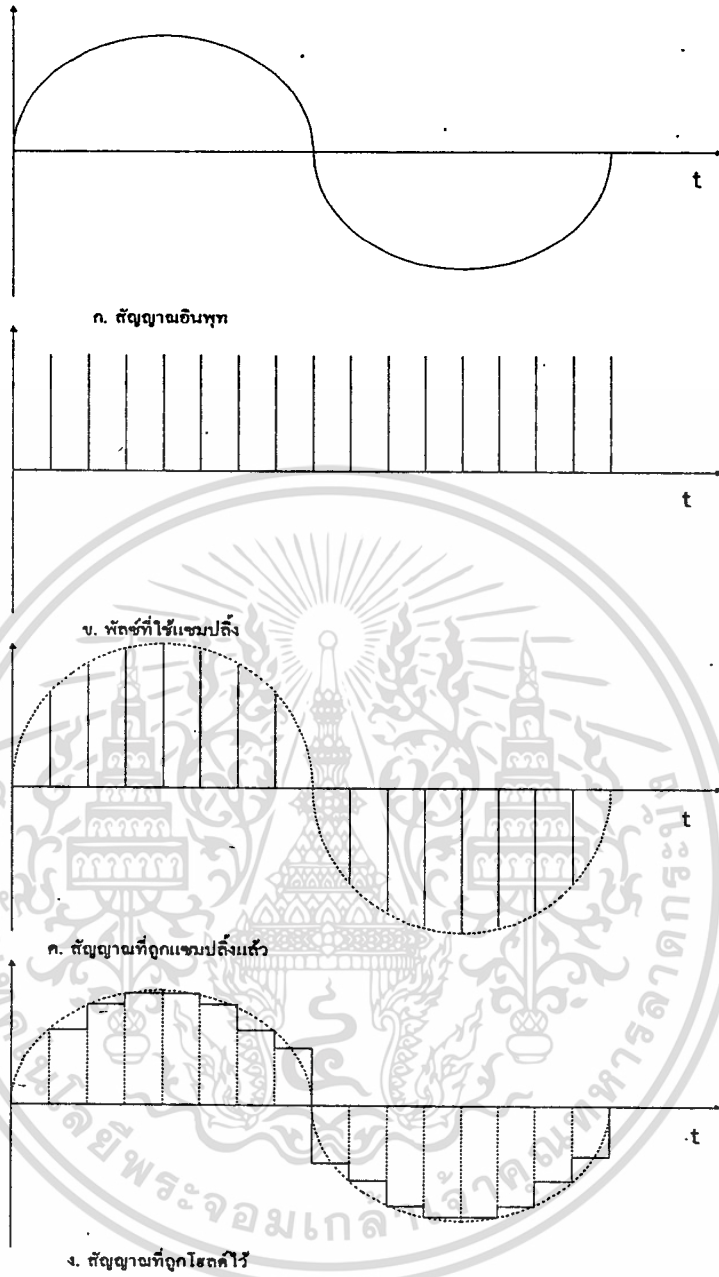 t
ก. สัญญาณอินพุท
t
ข. พัลซ์ที่ใช้แซมปลิ้ง
t
ค. สัญญาณที่ถูกแซมปลิ้งแล้ว
t
ง. สัญญาณที่ถูกโฮลด์ไว้